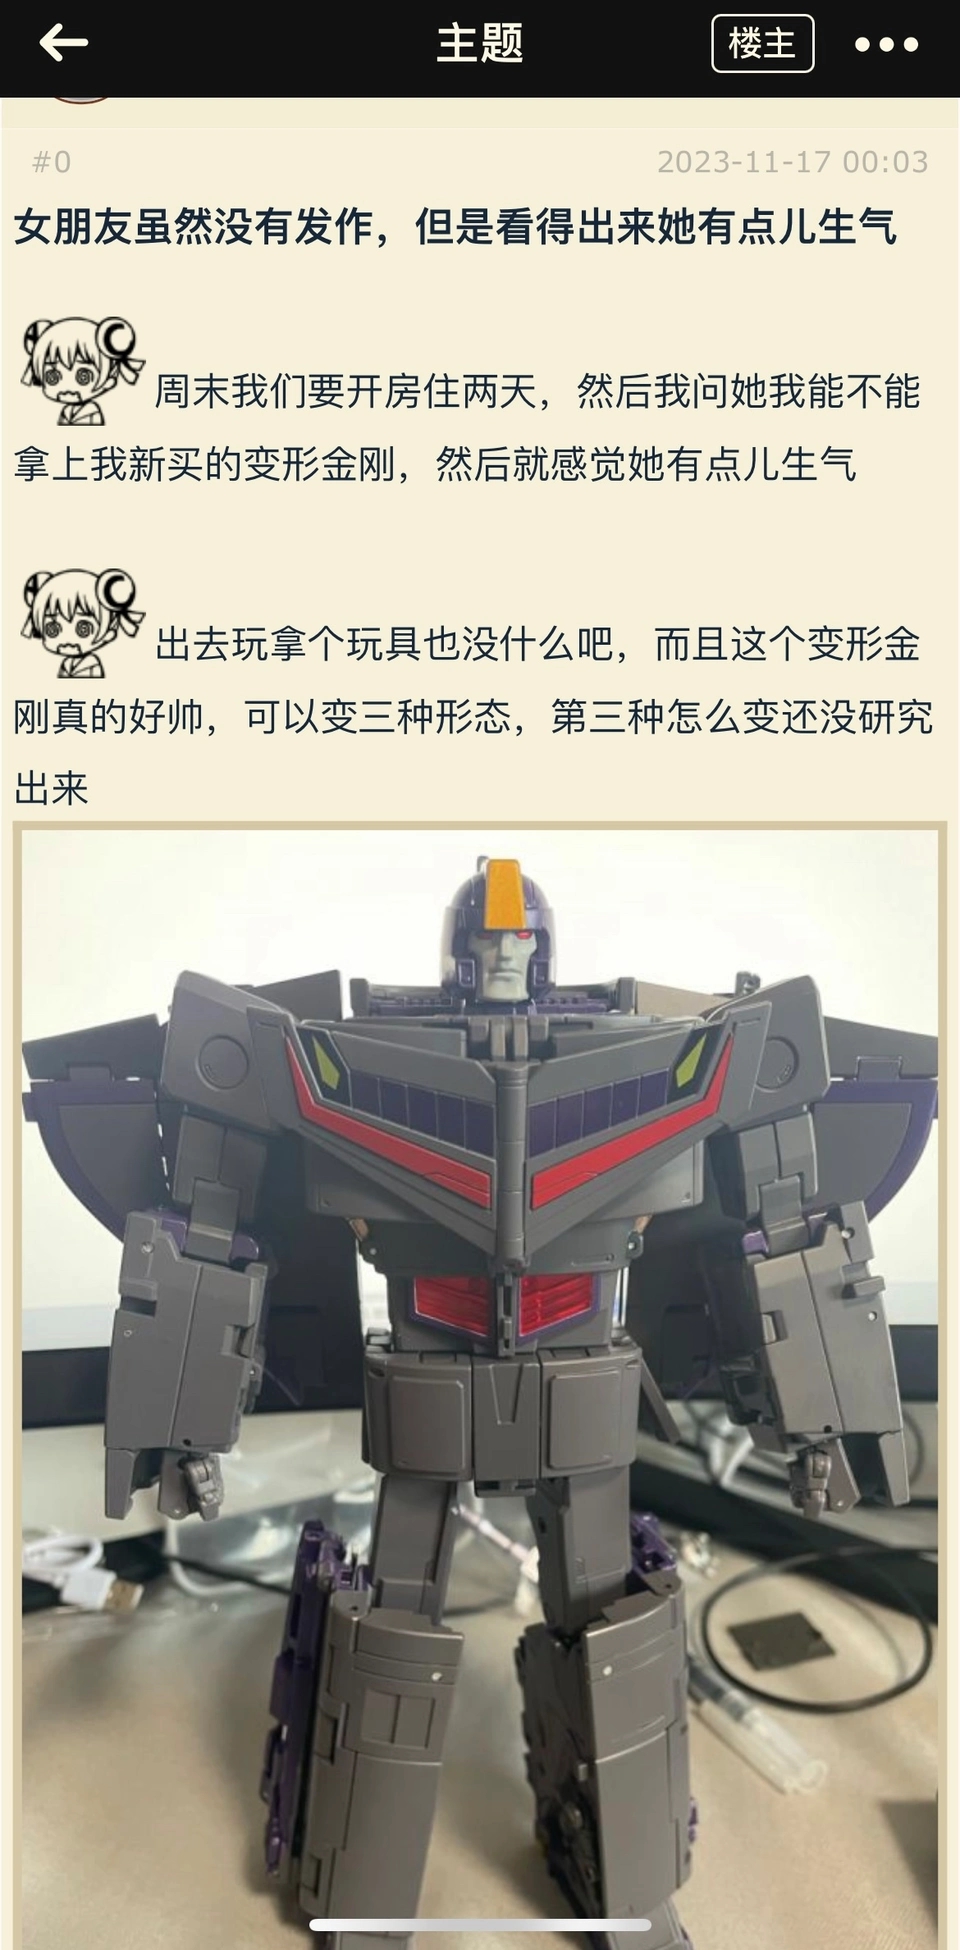 主题
楼主
#0
2023-11-17 00:03
女朋友虽然没有发作，但是看得出来她有点儿生气
周末我们要开房住两天，然后我问她我能不能
拿上我新买的变形金刚，然后就感觉她有点儿生气
出去玩拿个玩具也没什么吧，而且这个变形金
刚真的好帅，可以变三种形态，第三种怎么变还没研究
出来